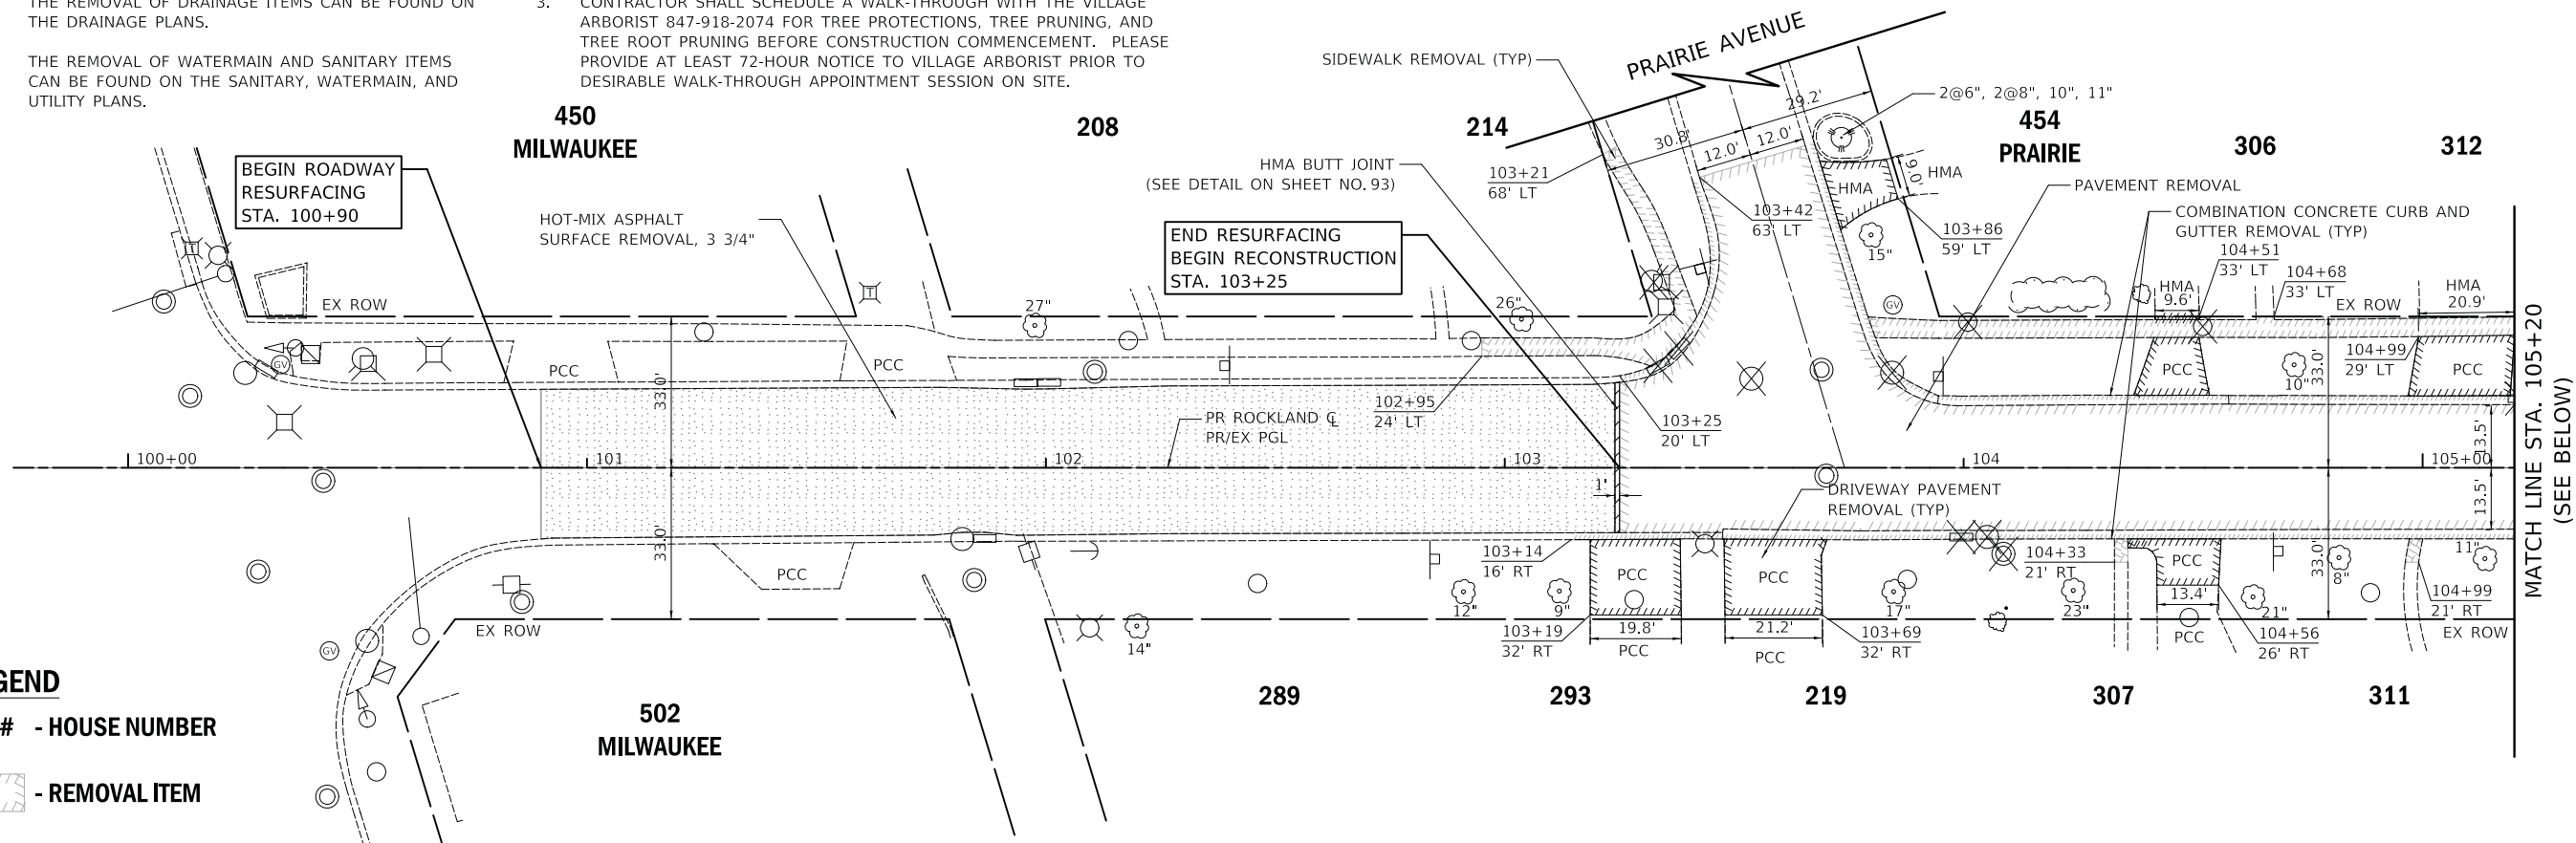 THE REMOVAL OF DRAINAGE ITEMS CAN BE FOUND ON
THE DRAINAGE PLANS.
THE REMOVAL OF WATERMAIN AND SANITARY ITEMS
CAN BE FOUND ON THE SANITARY, WATERMAIN, AND
UTILITY PLANS.
3. CONTRACTOR SHALL SCHEDULE A WALK-THROUGH WITH THE VILLAGE
ARBORIST 847-918-2074 FOR TREE PROTECTIONS, TREE PRUNING, AND
TREE ROOT PRUNING BEFORE CONSTRUCTION COMMENCEMENT. PLEASE
PROVIDE AT LEAST 72-HOUR NOTICE TO VILLAGE ARBORIST PRIOR TO
DESIRABLE WALK-THROUGH APPOINTMENT SESSION ON SITE.
450
MILWAUKEE
208
214
SIDEWALK REMOVAL (TYP)
PRAIRIE AVENUE
2@6", 2@8", 10", 11"
454
PRAIRIE
306
312
BEGIN ROADWAY
RESURFACING
STA. 100+90
HOT-MIX ASPHALT
SURFACE REMOVAL, 3 3/4"
HMA BUTT JOINT
(SEE DETAIL ON SHEET NO. 93)
END RESURFACING
BEGIN RECONSTRUCTION
STA. 103+25
103+21
68' LT
30.8'
29.2'
12.0'
12.0'
103+42
63' LT
HMA
9.0'
HMA
103+86
59' LT
15"
PAVEMENT REMOVAL
COMBINATION CONCRETE CURB AND
GUTTER REMOVAL (TYP)
104+51
33' LT
104+68
33' LT
HMA
9.6'
EX ROW
HMA
20.9'
EX ROW
T
T
27"
26"
GV
GV
PCC
PCC
33.0'
33.0'
PCC
10"
33.0'
104+99
29' LT
PCC
102+95
24' LT
103+25
20' LT
PR ROCKLAND ℄
PR/EX PGL
100+00
101
102
103
104
105+00
13.5'
13.5'
1'
DRIVEWAY PAVEMENT
REMOVAL (TYP)
MATCH LINE STA. 105+20
(SEE BELOW)
PCC
103+14
16' RT
PCC
PCC
104+33
21' RT
PCC
33.0'
8"
11"
12"
9"
17"
23"
13.4'
21"
104+99
21' RT
EX ROW
GV
14"
103+19
32' RT
19.8'
PCC
21.2'
PCC
103+69
32' RT
PCC
104+56
26' RT
EX ROW
289
293
219
307
311
502
MILWAUKEE
GEND
# - HOUSE NUMBER
- REMOVAL ITEM